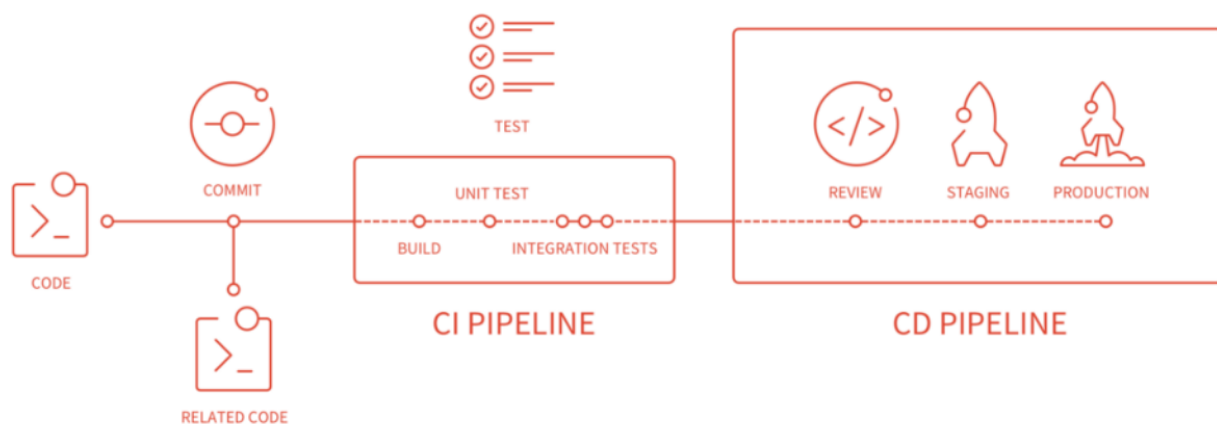 TEST
COMMIT
CODE
RELATED CODE
UNIT TEST
BUILD
INTEGRATION TESTS
CI PIPELINE
REVIEW
STAGING
PRODUCTION
CD PIPELINE